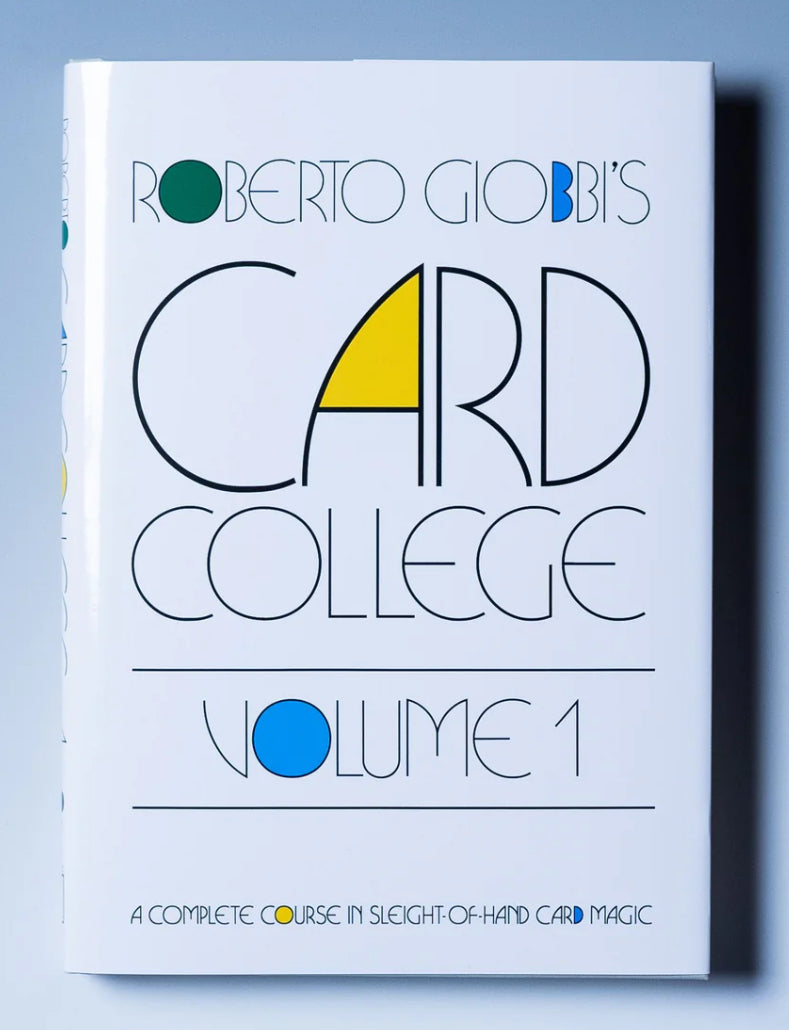 ROBERTO GIOBBI'S
CARD
COLLEGE
VOLUME 1
A COMPLETE COURSE IN SLEIGHT-OF-HAND CARD MAGIC